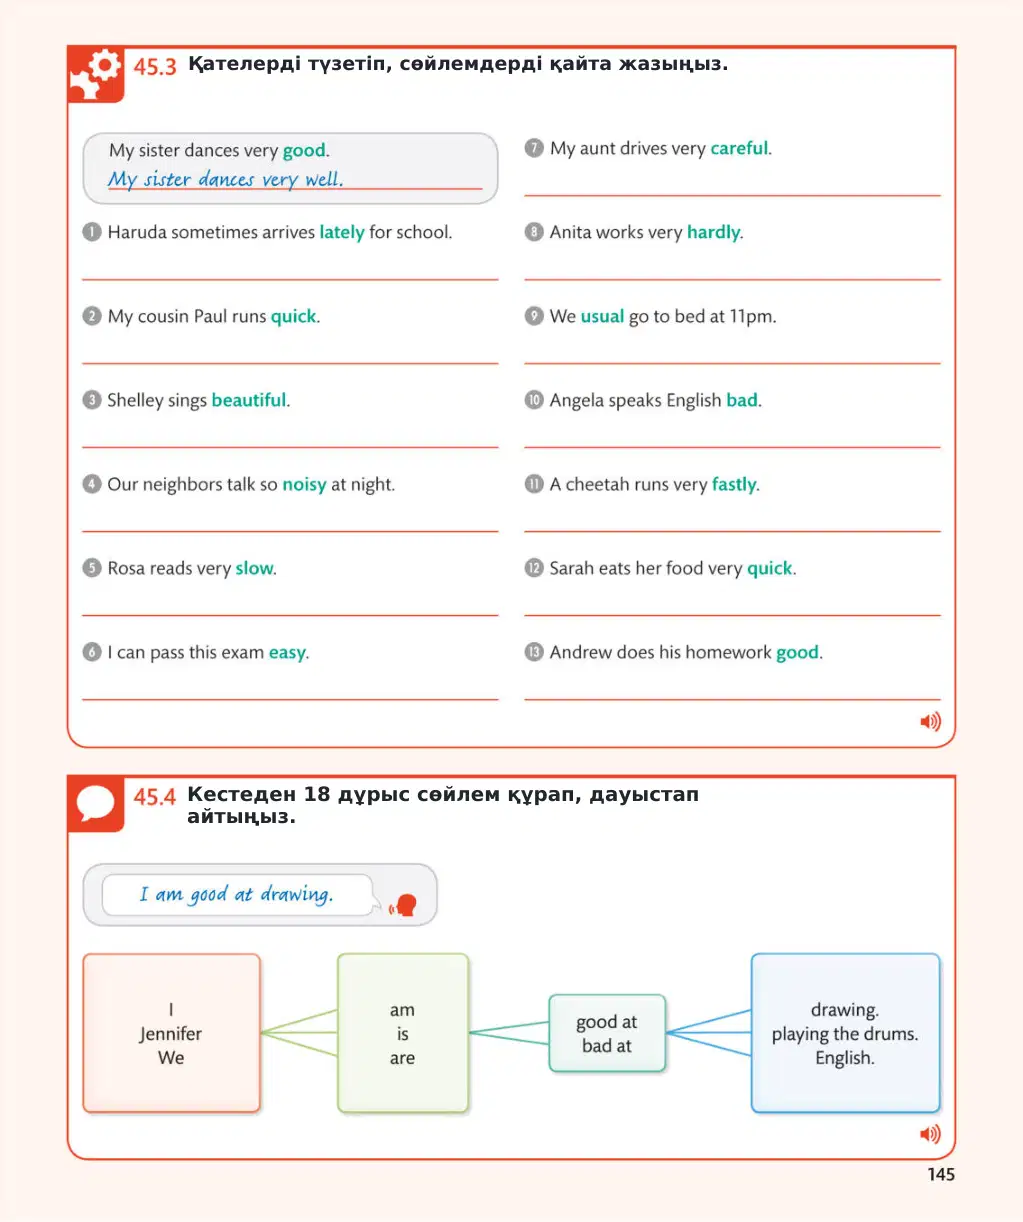 45.3 Қателерді түзетіп, сөйлемдерді қайта жазыңыз.
My sister dances very good.
My sister dances very well.
1 Haruda sometimes arrives lately for school.
2 My cousin Paul runs quick.
3 Shelley sings beautiful.
4 Our neighbors talk so noisy at night.
5 Rosa reads very slow.
6 I can pass this exam easy.
7 My aunt drives very careful.
8 Anita works very hardly.
9 We usual go to bed at 11pm.
10 Angela speaks English bad.
11 A cheetah runs very fastly.
12 Sarah eats her food very quick.
13 Andrew does his homework good.
45.4 Кестеден 18 дұрыс сөйлем құрап, дауыстап
айтыңыз.
I am good at drawing.
I
Jennifer
We
am
is
are
good at
bad at
drawing.
playing the drums.
English.
145